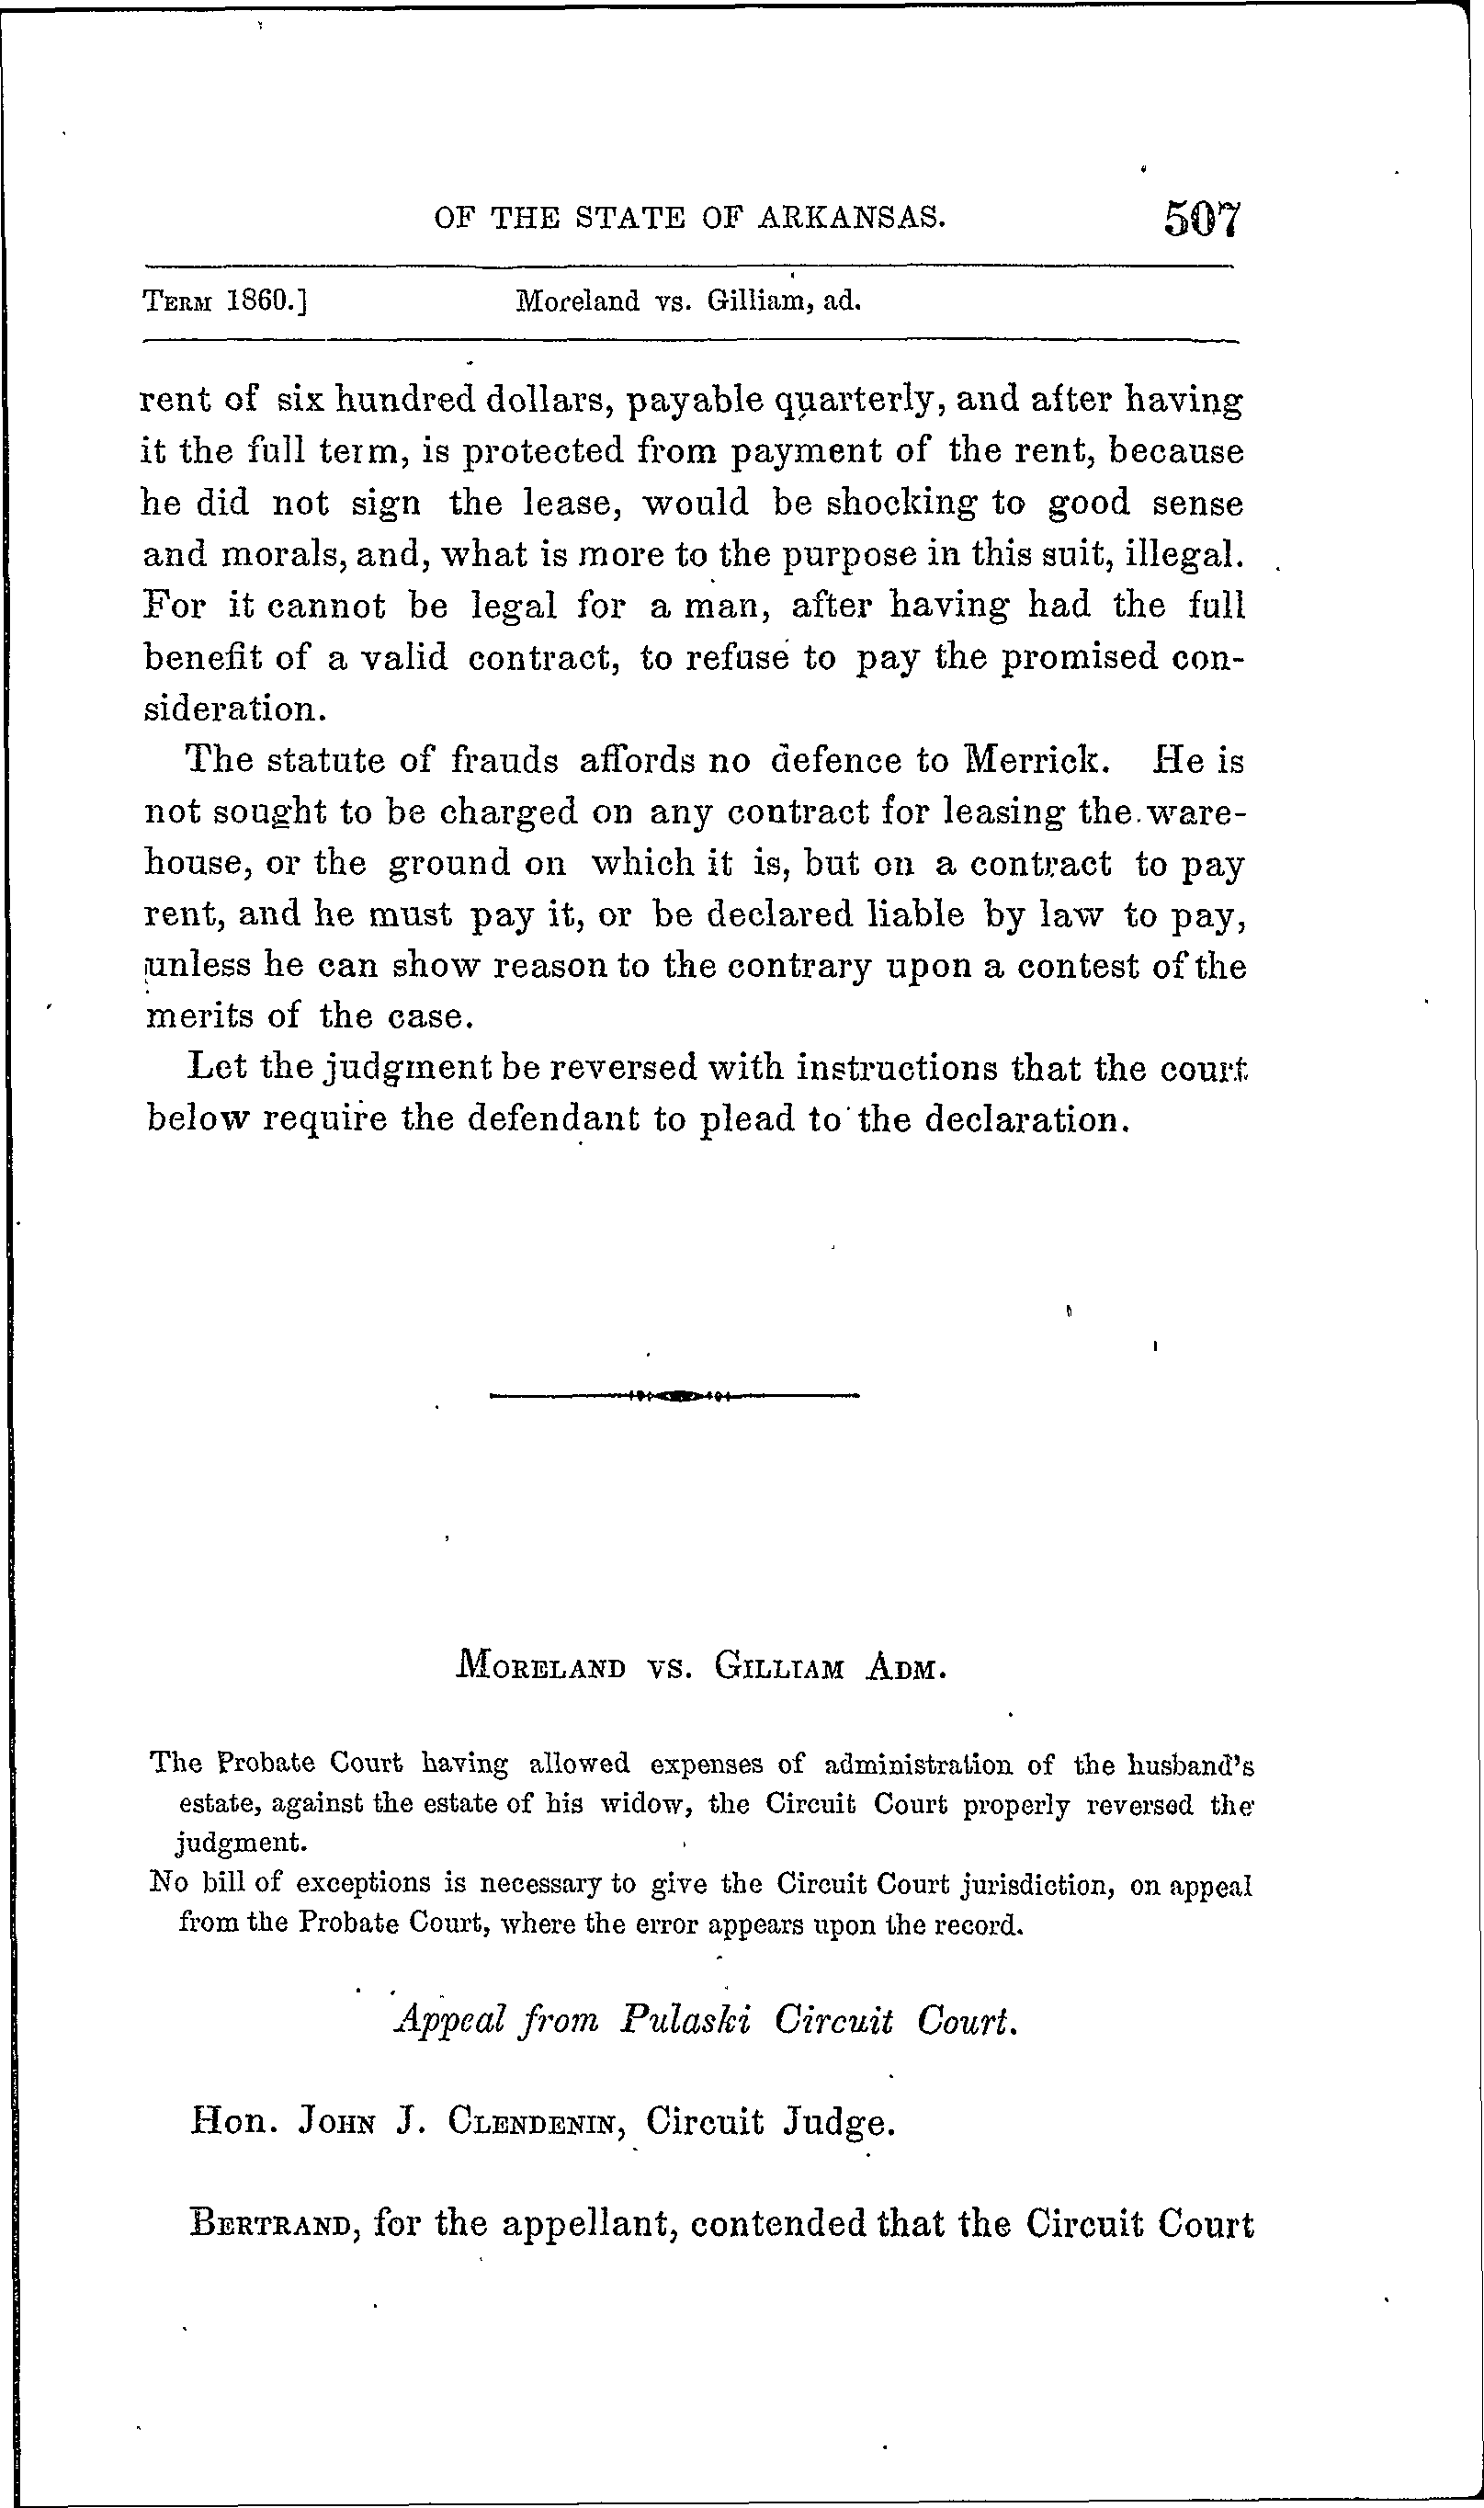 OF THE STATE OF ARKANSAS. 507
TERM 1860.] Moreland vs. Gilliam, ad.
rent of six hundred dollars, payable quarterly, and after having
it the full term, is protected from payment of the rent, because
he did not sign the lease, would be shocking to good sense
and morals, and, what is more to the purpose in this suit, illegal.
For it cannot be legal for a man, after having had the full
benefit of a valid contract, to refuse to pay the promised con-
sideration.
The statute of frauds affords no defence to Merrick. He is
not sought to be charged on any contract for leasing the ware-
house, or the ground on which it is, but on a contract to pay
rent, and he must pay it, or be declared liable by law to pay,
unless he can show reason to the contrary upon a contest of the
merits of the case.
Let the judgment be reversed with instructions that the court
below require the defendant to plead to the declaration.
MORELAND VS. GILLIAM ADM.
The Probate Court having allowed expenses of administration of the husband's
estate, against the estate of his widow, the Circuit Court properly reversed the
judgment.
No bill of exceptions is necessary to give the Circuit Court jurisdiction, on appeal
from the Probate Court, where the error appears upon the record.
Appeal from Pulaski Circuit Court.
Hon. JOHN J. CLENDENIN, Circuit Judge.
BERTRAND, for the appellant, contended that the Circuit Court